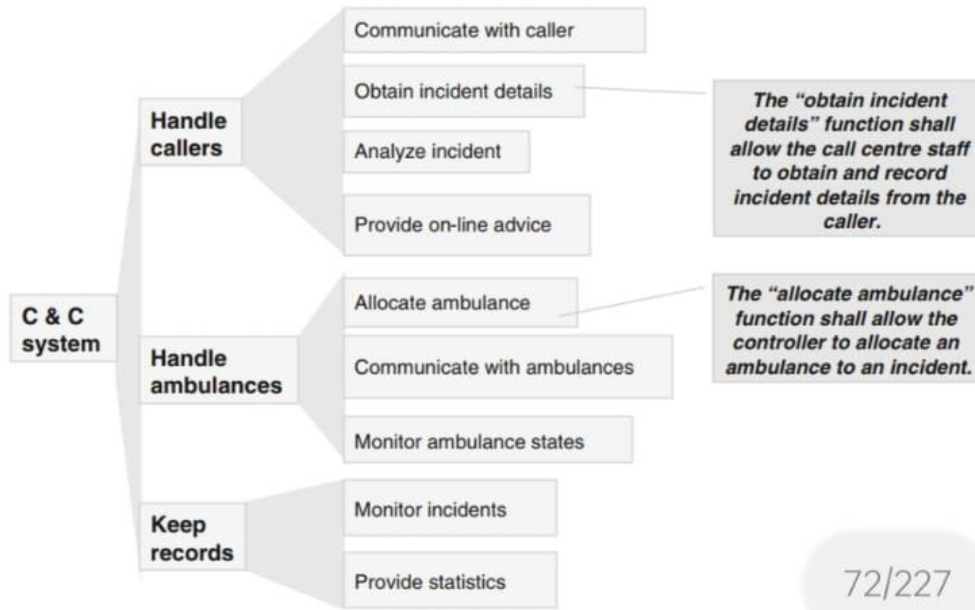 Communicate with caller
Obtain incident details
Handle
callers
Analyze incident
Provide on-line advice
The “obtain incident
details” function shall
allow the call centre staff
to obtain and record
incident details from the
caller.
C & C
system
Allocate ambulance
Handle
ambulances
Communicate with ambulances
Monitor ambulance states
The “allocate ambulance”
function shall allow the
controller to allocate an
ambulance to an incident.
Keep
records
Monitor incidents
Provide statistics
72/227